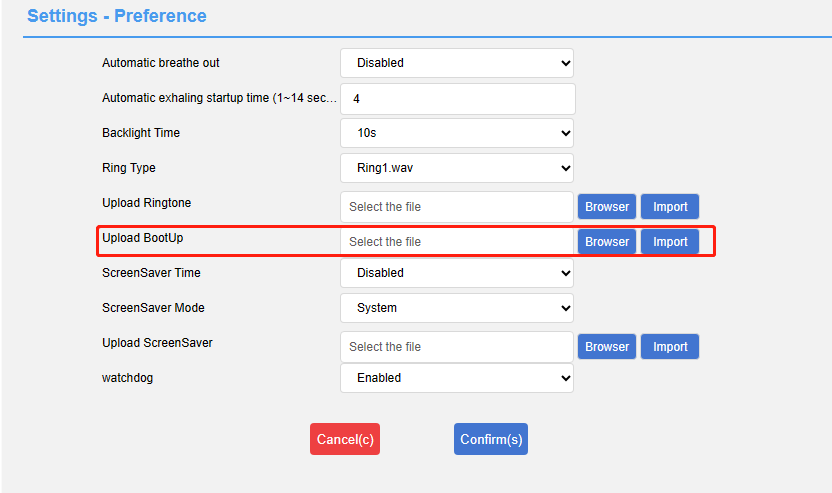 Settings - Preference
Automatic breathe out Disabled
Automatic exhaling startup time (1~14 sec... 4
Backlight Time 10s
Ring Type Ring1.wav
Upload Ringtone Select the file Browser Import
Upload BootUp Select the file Browser Import
ScreenSaver Time Disabled
ScreenSaver Mode System
Upload ScreenSaver Select the file Browser Import
watchdog Enabled
Cancel(c) Confirm(s)